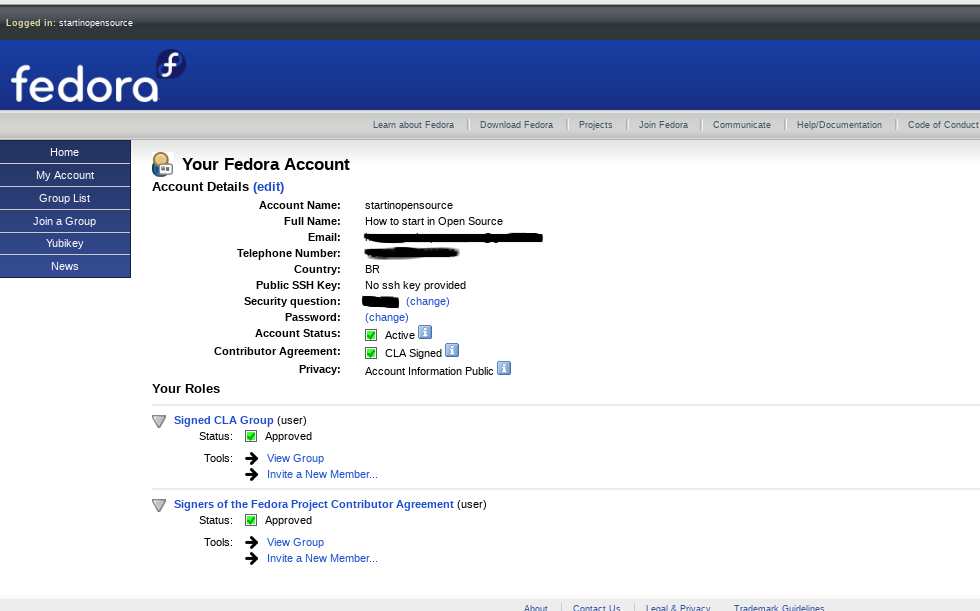 Logged in: startinopensource
fedora
Learn about Fedora Download Fedora Projects Join Fedora Communicate Help/Documentation Code of Conduct
Home
My Account
Group List
Join a Group
Yubikey
News
Your Fedora Account
Account Details (edit)
Account Name: startinopensource
Full Name: How to start in Open Source
Email:
Telephone Number:
Country: BR
Public SSH Key: No ssh key provided
Security question: (change)
Password: (change)
Account Status: Active
Contributor Agreement: CLA Signed
Privacy: Account Information Public
Your Roles
Signed CLA Group (user)
Status: Approved
Tools: View Group
Invite a New Member...
Signers of the Fedora Project Contributor Agreement (user)
Status: Approved
Tools: View Group
Invite a New Member...
About Contact Us Legal & Privacy Trademark Guidelines